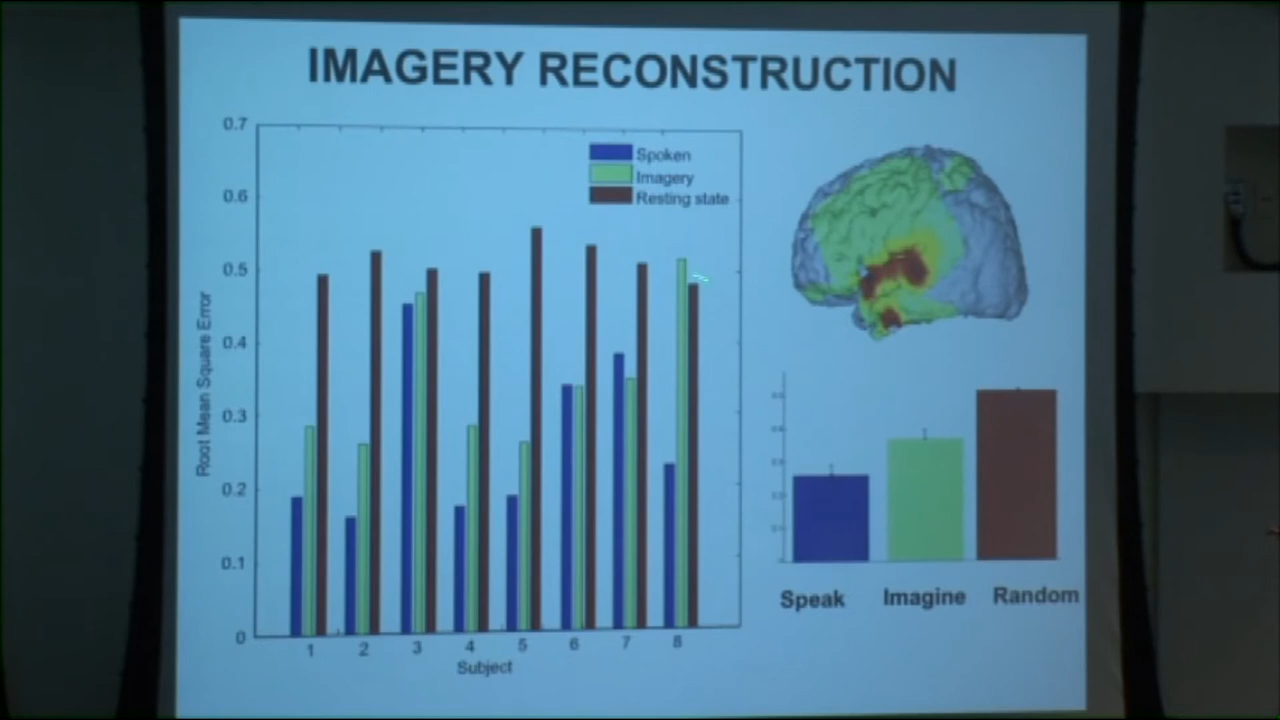 IMAGERY RECONSTRUCTION
0.7
0.6
0.5
0.4
0.3
0.2
0.1
0
Root Mean Square Error
Spoken
Imagery
Resting state
1 2 3 4 5 6 7 8
Subject
Speak Imagine Random